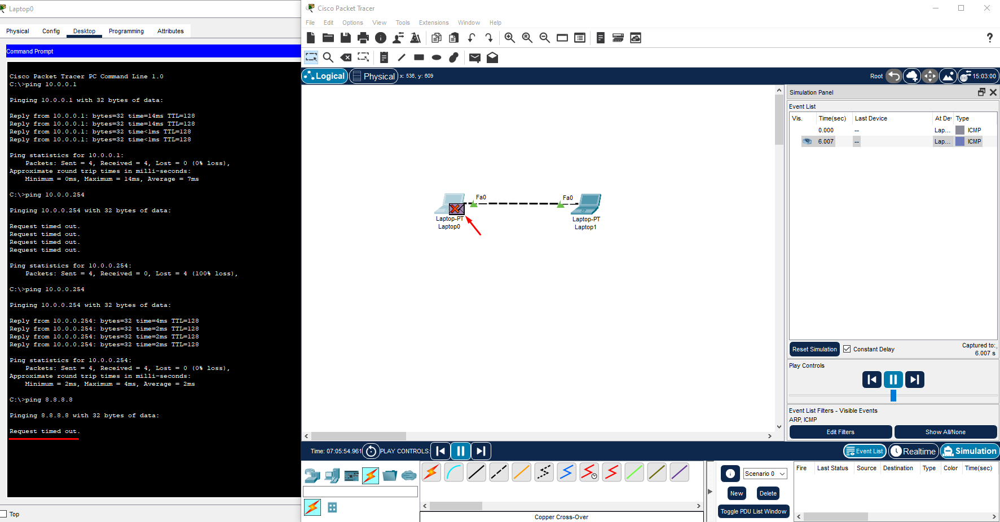 Laptop0
Physical Config Desktop Programming Attributes
Command Prompt
Cisco Packet Tracer PC Command Line 1.0
C:\>ping 10.0.0.1
Pinging 10.0.0.1 with 32 bytes of data:
Reply from 10.0.0.1: bytes=32 time=14ms TTL=128
Reply from 10.0.0.1: bytes=32 time=14ms TTL=128
Reply from 10.0.0.1: bytes=32 time<1ms TTL=128
Reply from 10.0.0.1: bytes=32 time<1ms TTL=128
Ping statistics for 10.0.0.1:
Packets: Sent = 4, Received = 4, Lost = 0 (0% loss),
Approximate round trip times in milli-seconds:
Minimum = 0ms, Maximum = 14ms, Average = 7ms
C:\>ping 10.0.0.254
Pinging 10.0.0.254 with 32 bytes of data:
Request timed out.
Request timed out.
Request timed out.
Request timed out.
Ping statistics for 10.0.0.254:
Packets: Sent = 4, Received = 0, Lost = 4 (100% loss),
C:\>ping 10.0.0.254
Pinging 10.0.0.254 with 32 bytes of data:
Reply from 10.0.0.254: bytes=32 time=4ms TTL=128
Reply from 10.0.0.254: bytes=32 time=2ms TTL=128
Reply from 10.0.0.254: bytes=32 time=2ms TTL=128
Reply from 10.0.0.254: bytes=32 time=2ms TTL=128
Ping statistics for 10.0.0.254:
Packets: Sent = 4, Received = 4, Lost = 0 (0% loss),
Approximate round trip times in milli-seconds:
Minimum = 2ms, Maximum = 4ms, Average = 2ms
C:\>ping 8.8.8.8
Pinging 8.8.8.8 with 32 bytes of data:
Request timed out.
Top
Cisco Packet Tracer
File Edit Options View Tools Extensions Window Help
?
Logical Physical x: 536, y: 609 Root 15:03:00
Fa0 Fa0
Laptop-PT
Laptop0
Laptop-PT
Laptop1
Simulation Panel
Event List
Vis. Time(sec) Last Device At De Type
0.000 -- Lap... ICMP
6.007 -- Lap... ICMP
Reset Simulation Constant Delay Captured to:
6.007 s
Play Controls
Event List Filters - Visible Events
ARP, ICMP
Edit Filters Show All/None
Time: 07:05:54.961 PLAY CONTROLS: Event List Realtime Simulation
Copper Cross-Over
Scenario 0
New Delete
Toggle PDU List Window
Fire Last Status Source Destination Type Color Time(sec)